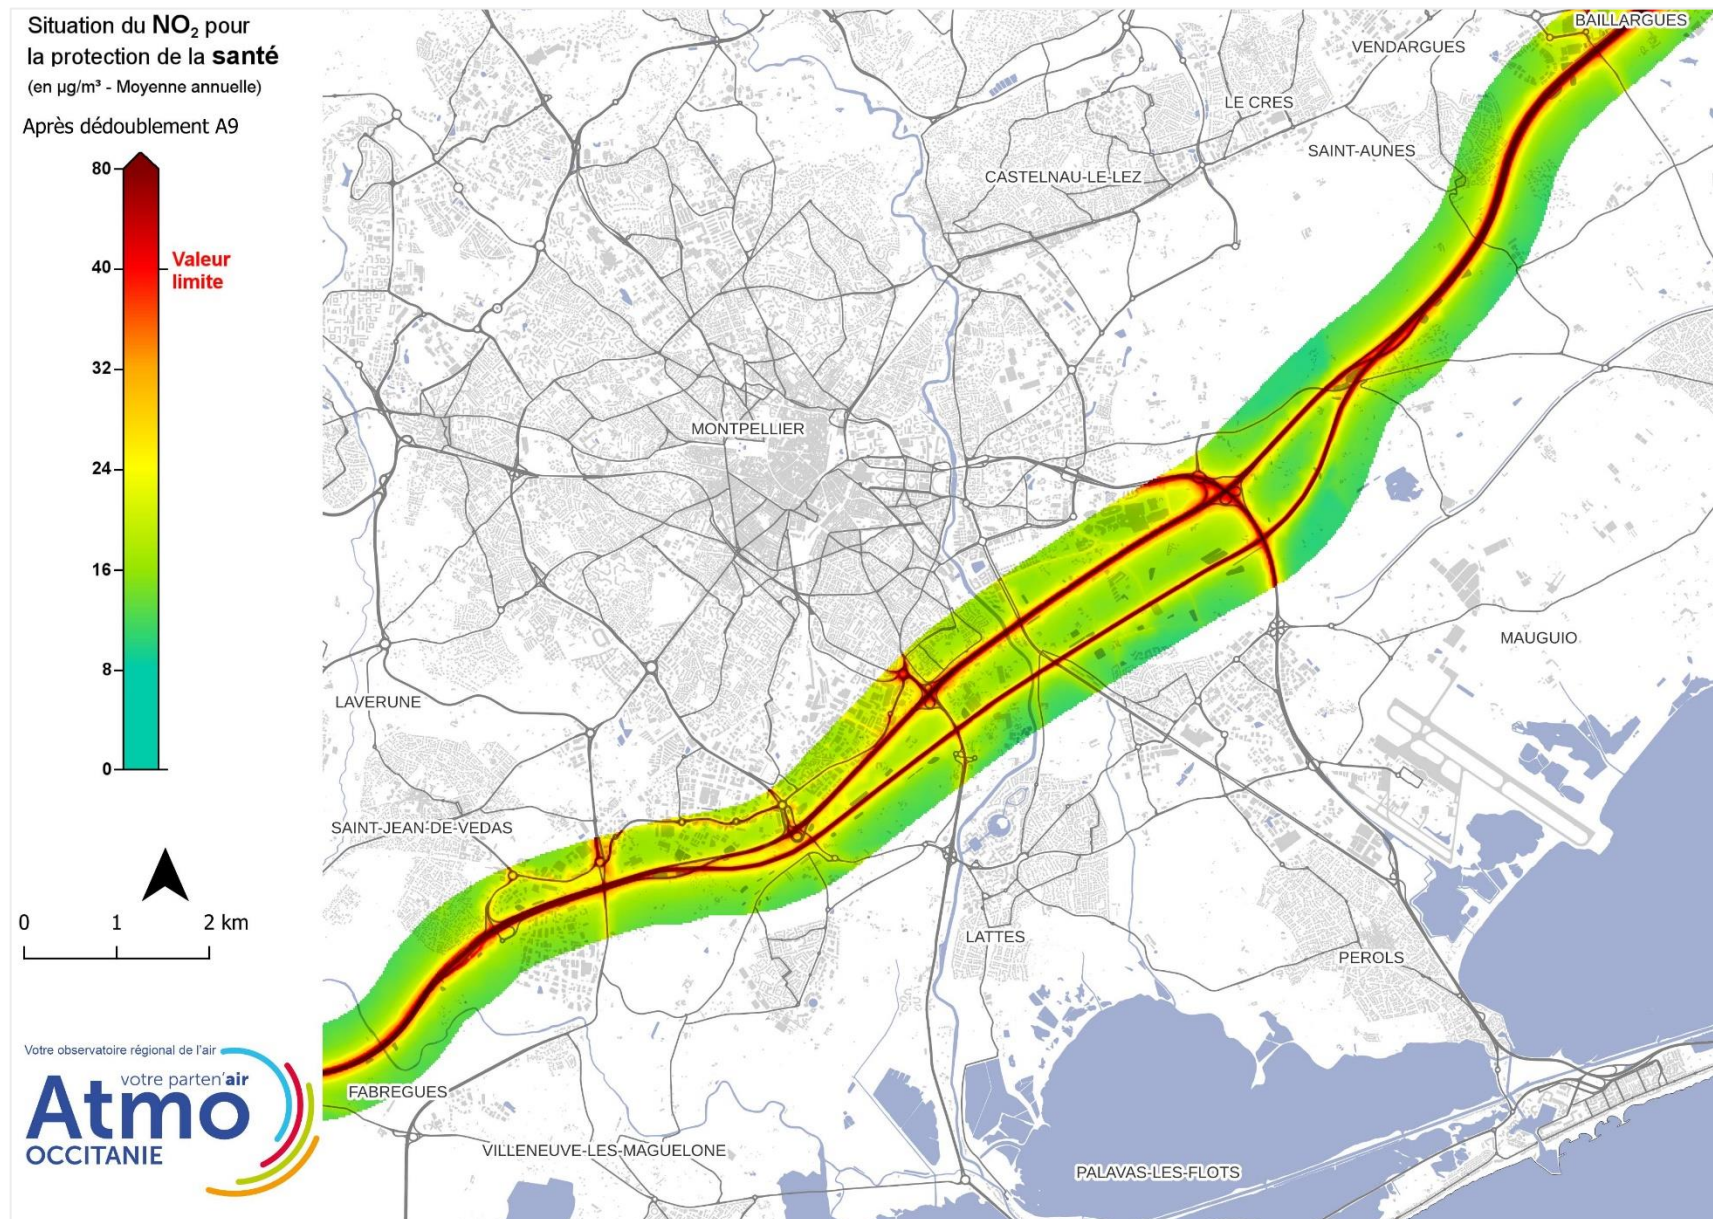 Situation du NO₂ pour
la protection de la santé
(en µg/m³ - Moyenne annuelle)
Après dédoublement A9
80
40
Valeur
limite
32
24
16
8
0
BAILLARGUES
VENDARGUES
LE CRES
SAINT-AUNES
CASTELNAU-LE-LEZ
MONTPELLIER
MAUGUIO
LAVERUNE
SAINT-JEAN-DE-VEDAS
LATTES
PEROLS
FABREGUES
VILLENEUVE-LES-MAGUELONE
PALAVAS-LES-FLOTS
0 1 2 km
Votre observatoire régional de l'air
votre parten'air
Atmo
OCCITANIE